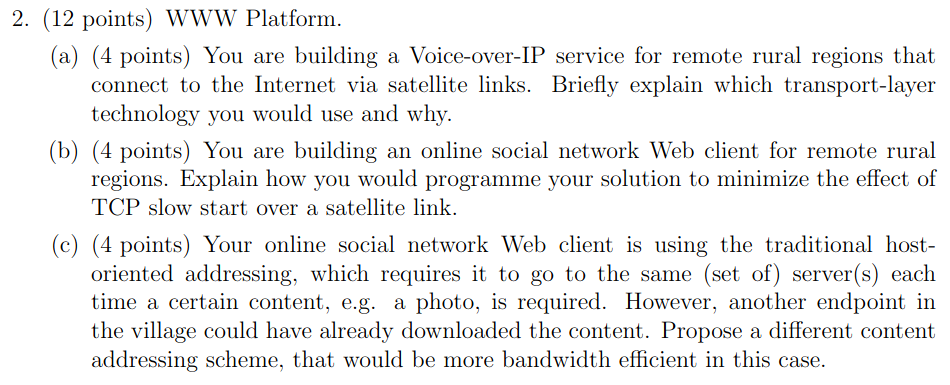 2. (12 points) WWW Platform.
(a) (4 points) You are building a Voice-over-IP service for remote rural regions that
connect to the Internet via satellite links. Briefly explain which transport-layer
technology you would use and why.
(b) (4 points) You are building an online social network Web client for remote rural
regions. Explain how you would programme your solution to minimize the effect of
TCP slow start over a satellite link.
(c) (4 points) Your online social network Web client is using the traditional host-
oriented addressing, which requires it to go to the same (set of) server(s) each
time a certain content, e.g. a photo, is required. However, another endpoint in
the village could have already downloaded the content. Propose a different content
addressing scheme, that would be more bandwidth efficient in this case.